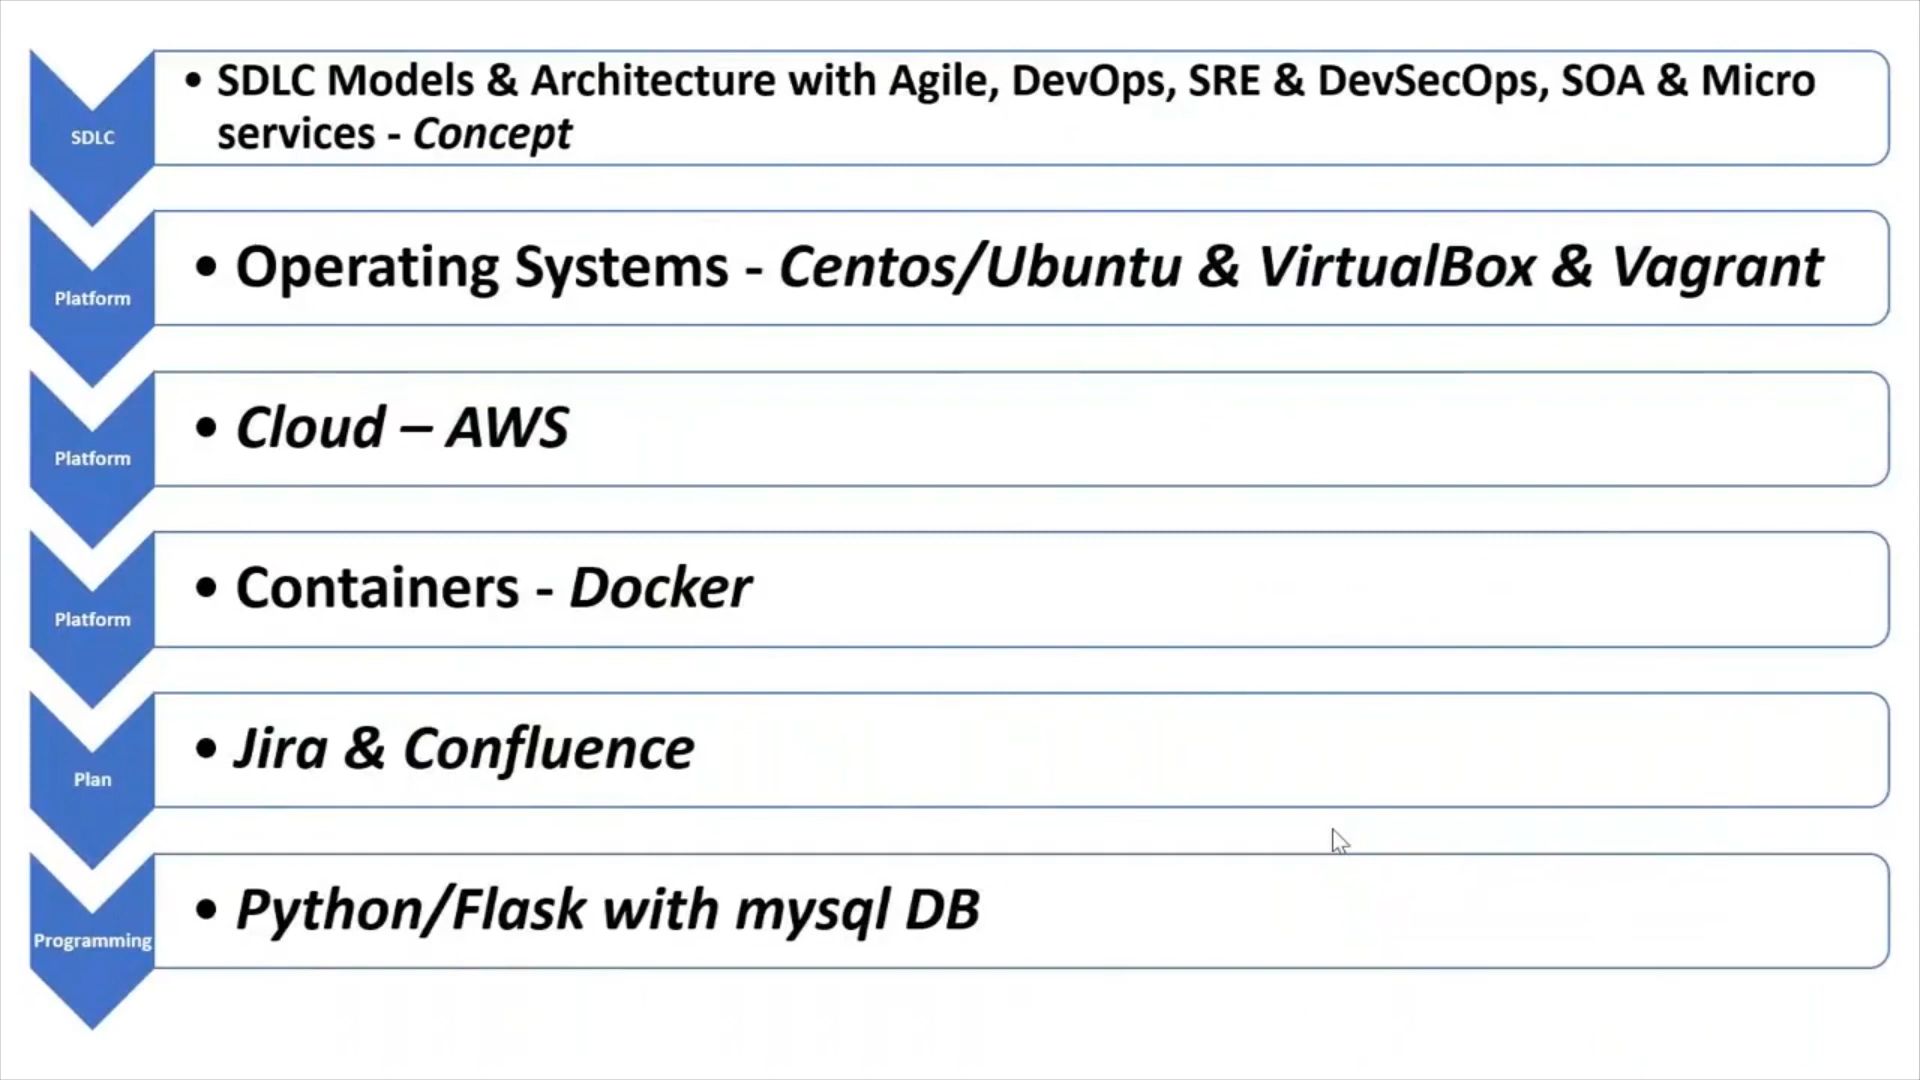 SDLC
• SDLC Models & Architecture with Agile, DevOps, SRE & DevSecOps, SOA & Micro
services - Concept
Platform
• Operating Systems - Centos/Ubuntu & VirtualBox & Vagrant
Platform
• Cloud – AWS
Platform
• Containers - Docker
Plan
• Jira & Confluence
Programming
• Python/Flask with mysql DB